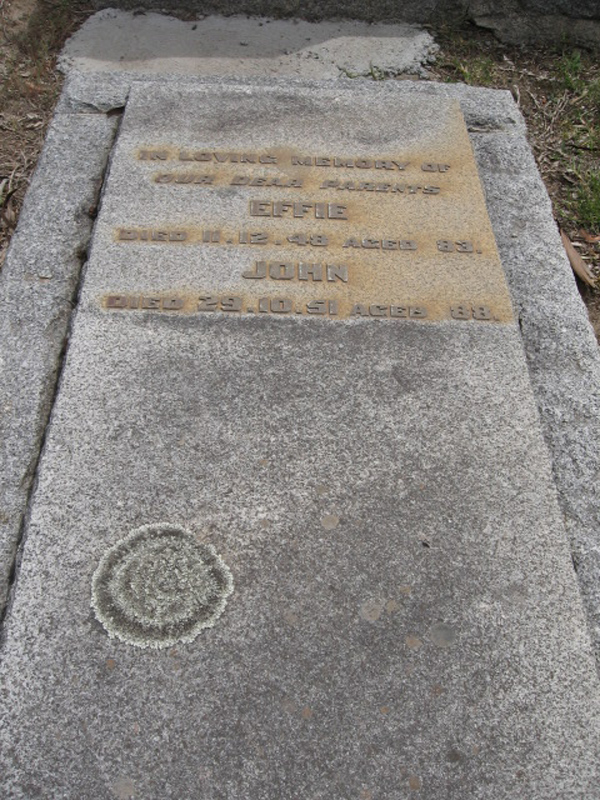 IN LOVING MEMORY OF
OUR DEAR PARENTS
EFFIE
DIED 11.12.48 AGED 83.
JOHN
DIED 29.10.51 AGED 88.